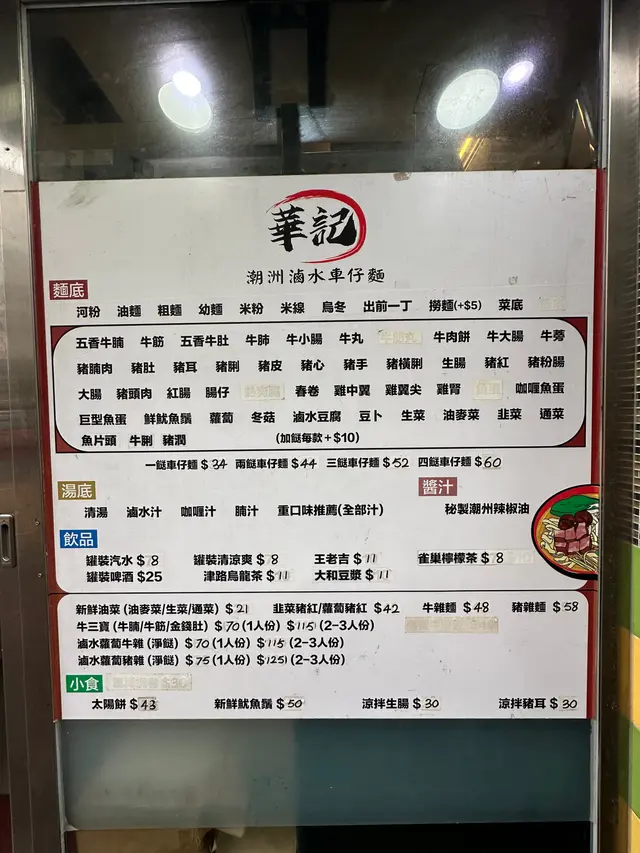 華記
潮洲滷水車仔麵
麵底
河粉 油麵 粗麵 幼麵 米粉 米線 烏冬 出前一丁 撈麵(+$5) 菜底
五香牛腩 牛筋 五香牛肚 牛肺 牛小腸 牛丸 牛肉餅 牛大腸 牛蒡
豬腩肉 豬肚 豬耳 豬脷 豬皮 豬心 豬手 豬橫脷 生腸 豬紅 豬粉腸
大腸 豬頭肉 紅腸 腸仔 春卷 雞中翼 雞翼尖 雞腎 咖喱魚蛋
巨型魚蛋 鮮魷魚鬚 蘿蔔 冬菇 滷水豆腐 豆卜 生菜 油麥菜 韭菜 通菜
魚片頭 牛脷 豬潤 (加餸每款+$10)
一餸車仔麵 $34 兩餸車仔麵 $44 三餸車仔麵 $52 四餸車仔麵 $60
湯底 醬汁
清湯 滷水汁 咖喱汁 腩汁 重口味推薦(全部汁) 秘製潮州辣椒油
飲品
罐裝汽水 $8 罐裝清涼爽 $8 王老吉 $11 雀巢檸檬茶 $8
罐裝啤酒 $25 津路烏龍茶 $11 大和豆漿 $11
新鮮油菜 (油麥菜/生菜/通菜) $21 韭菜豬紅/蘿蔔豬紅 $42 牛雜麵 $48 豬雜麵 $58
牛三寶 (牛腩/牛筋/金錢肚) $70 (1人份) $115 (2-3人份)
滷水蘿蔔牛雜 (淨餸) $70 (1人份) $115 (2-3人份)
滷水蘿蔔豬雜 (淨餸) $75 (1人份) $125 (2-3人份)
小食
太陽餅 $43 新鮮魷魚鬚 $50 涼拌生腸 $30 涼拌豬耳 $30